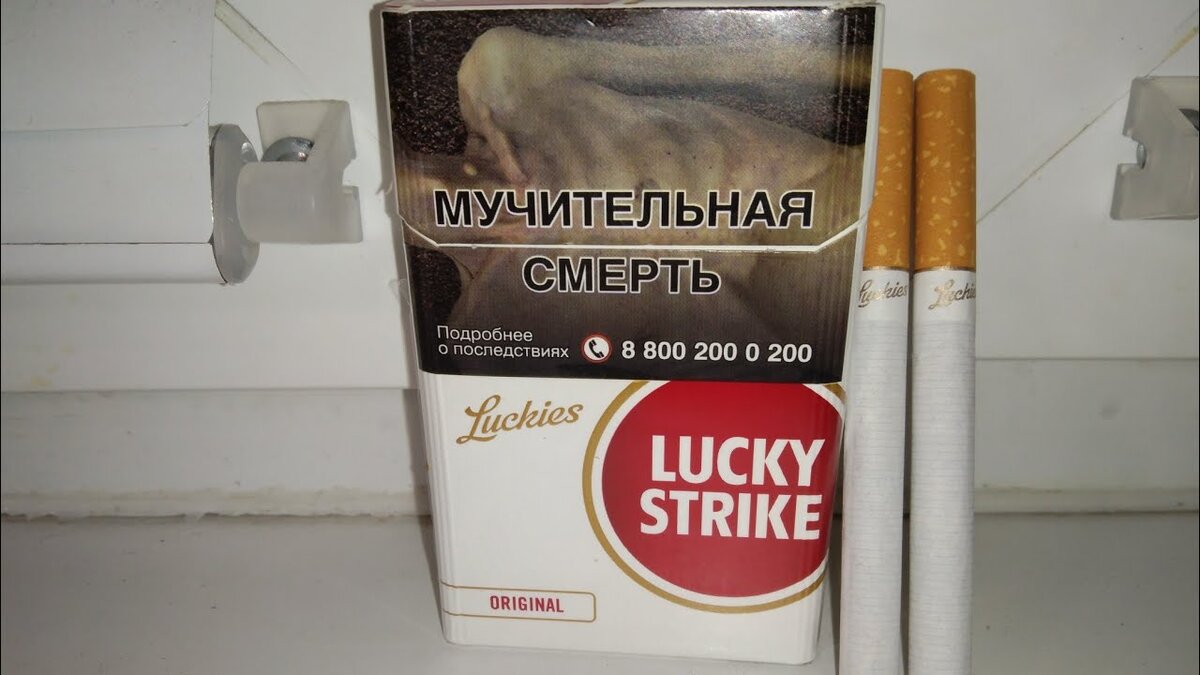 МУЧИТЕЛЬНАЯ
СМЕРТЬ
Подробнее
о последствиях
8 800 200 0 200
Luckies
LUCKY
STRIKE
ORIGINAL
Luckies
Luckies